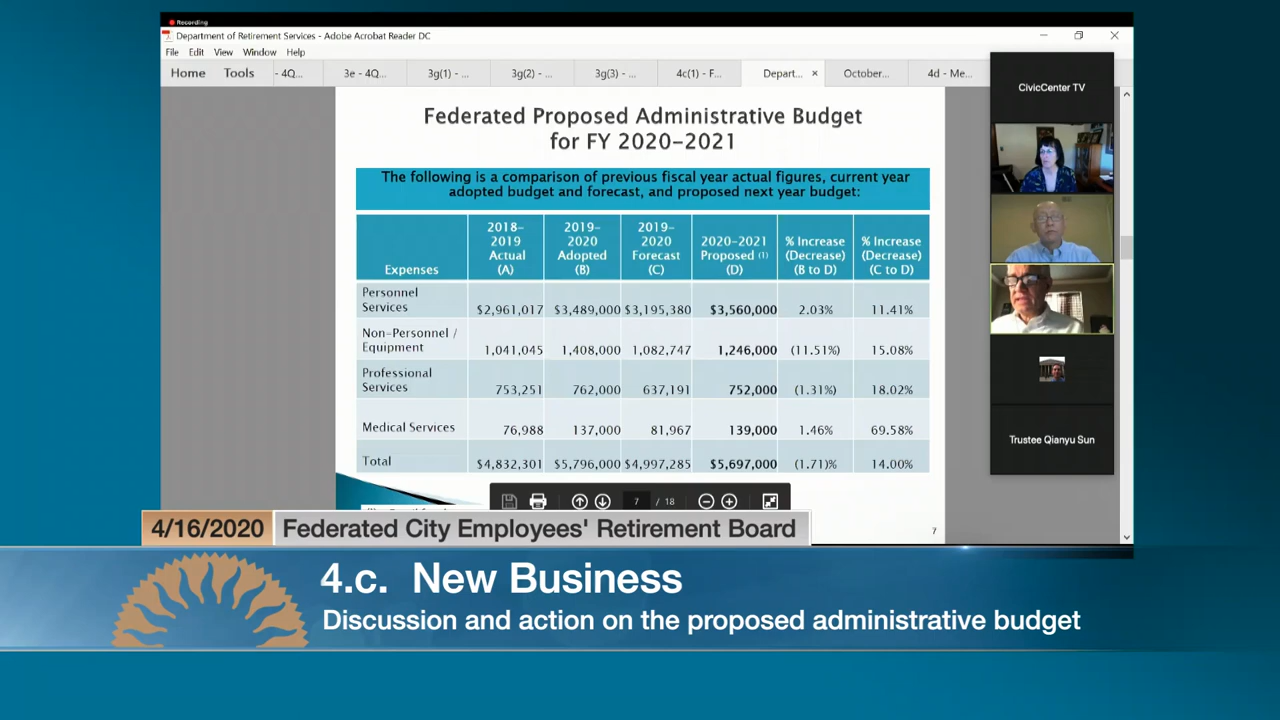 Recording
Department of Retirement Services - Adobe Acrobat Reader DC
File Edit View Window Help
Home Tools - 4Q... 3e - 4Q... 3g(1) - ... 3g(2) - ... 3g(3) - ... 4c(1) - F... Depart... × October... 4d - Me...
CivicCenter TV
Federated Proposed Administrative Budget
for FY 2020-2021
The following is a comparison of previous fiscal year actual figures, current year
adopted budget and forecast, and proposed next year budget:
Expenses
2018-
2019
Actual
(A)
2019-
2020
Adopted
(B)
2019-
2020
Forecast
(C)
2020-2021
Proposed (1)
(D)
% Increase
(Decrease)
(B to D)
% Increase
(Decrease)
(C to D)
Personnel
Services $2,961,017 $3,489,000 $3,195,380 $3,560,000 2.03% 11.41%
Non-Personnel /
Equipment 1,041,045 1,408,000 1,082,747 1,246,000 (11.51%) 15.08%
Professional
Services 753,251 762,000 637,191 752,000 (1.31%) 18.02%
Medical Services 76,988 137,000 81,967 139,000 1.46% 69.58%
Total $4,832,301 $5,796,000 $4,997,285 $5,697,000 (1.71)% 14.00%
Trustee Qianyu Sun
7 / 18
7
4/16/2020 Federated City Employees' Retirement Board
4.c. New Business
Discussion and action on the proposed administrative budget